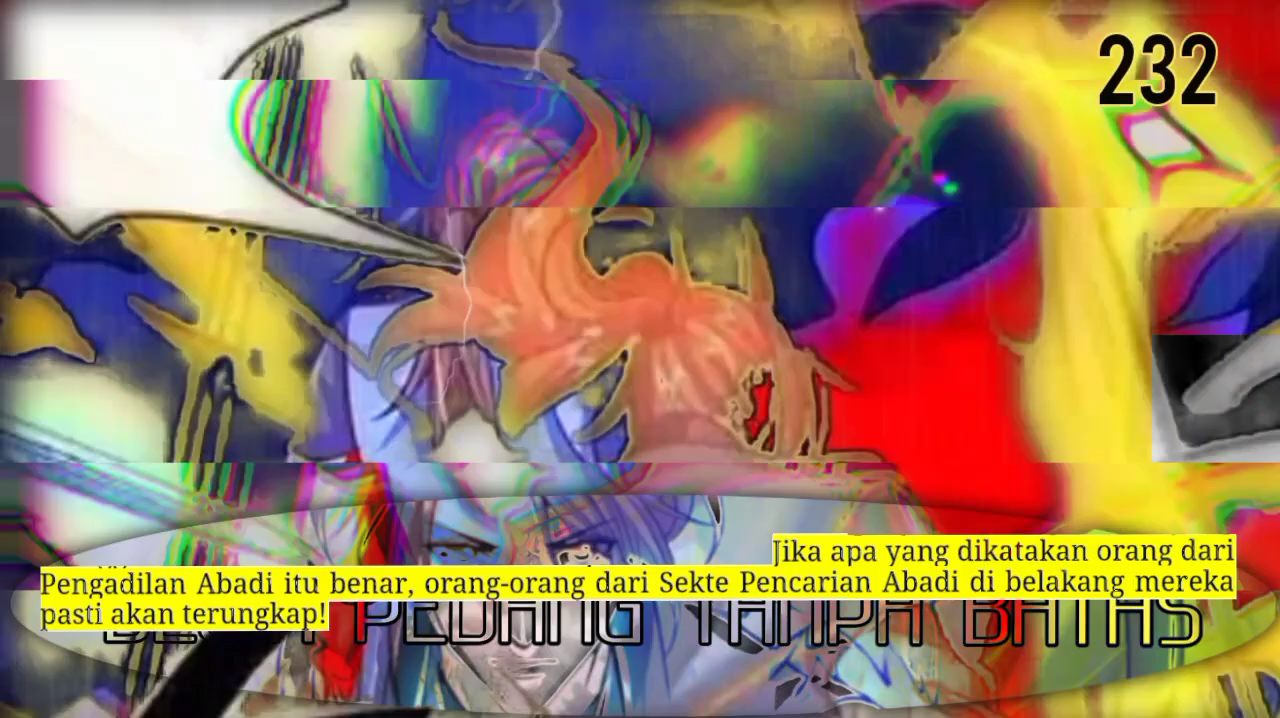 232
Jika apa yang dikatakan orang dari
Pengadilan Abadi itu benar, orang-orang dari Sekte Pencarian Abadi di belakang mereka
pasti akan terungkap!
PEDANG TANPA BATAS